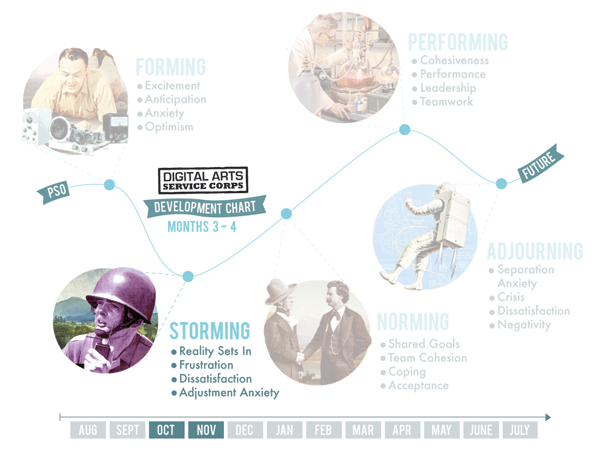 PERFORMING
Cohesiveness
Performance
Leadership
Teamwork
FORMING
Excitement
Anticipation
Anxiety
Optimism
PSO
DIGITAL ARTS
SERVICE CORPS
DEVELOPMENT CHART
MONTHS 3 - 4
FUTURE
ADJOURNING
Separation
Anxiety
Crisis
Dissatisfaction
Negativity
STORMING
Reality Sets In
Frustration
Dissatisfaction
Adjustment Anxiety
NORMING
Shared Goals
Team Cohesion
Coping
Acceptance
AUG SEPT OCT NOV DEC JAN FEB MAR APR MAY JUNE JULY